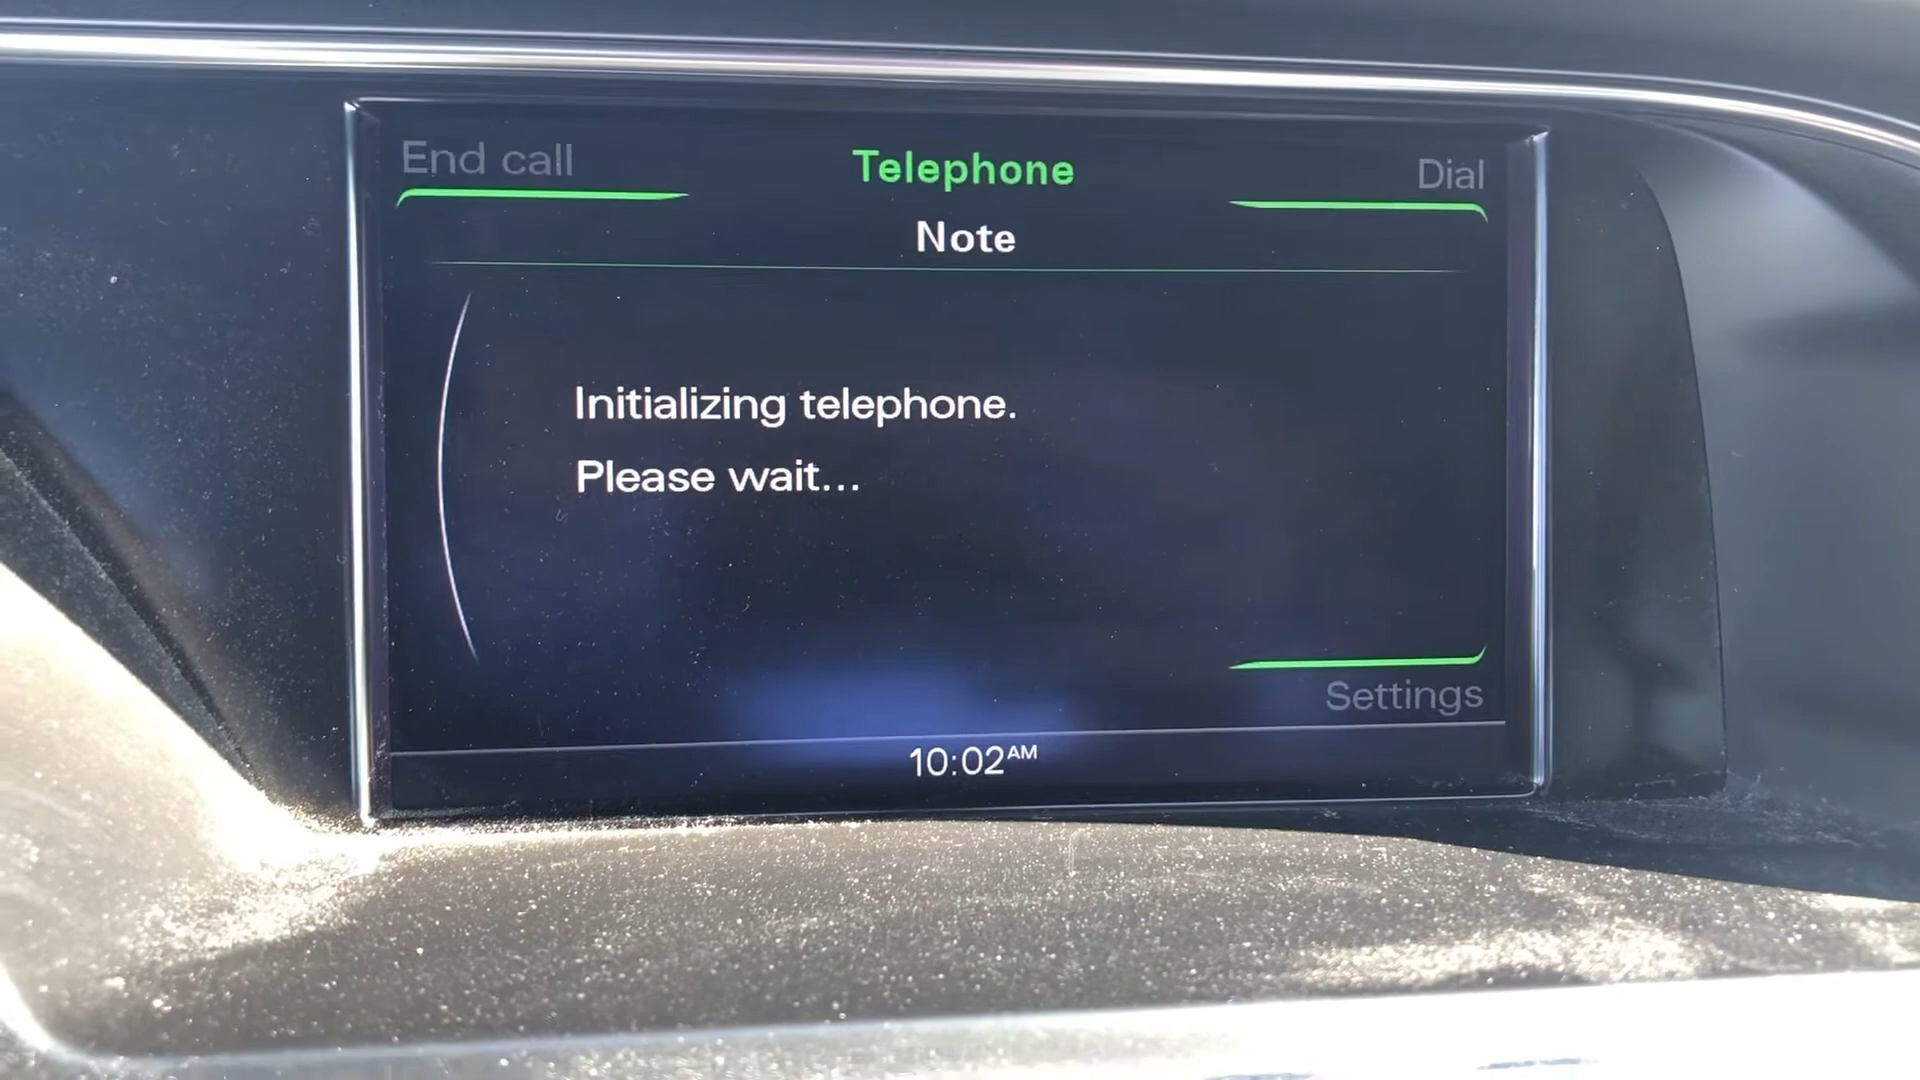 End call
Telephone
Dial
Note
Initializing telephone.
Please wait...
Settings
10:02AM